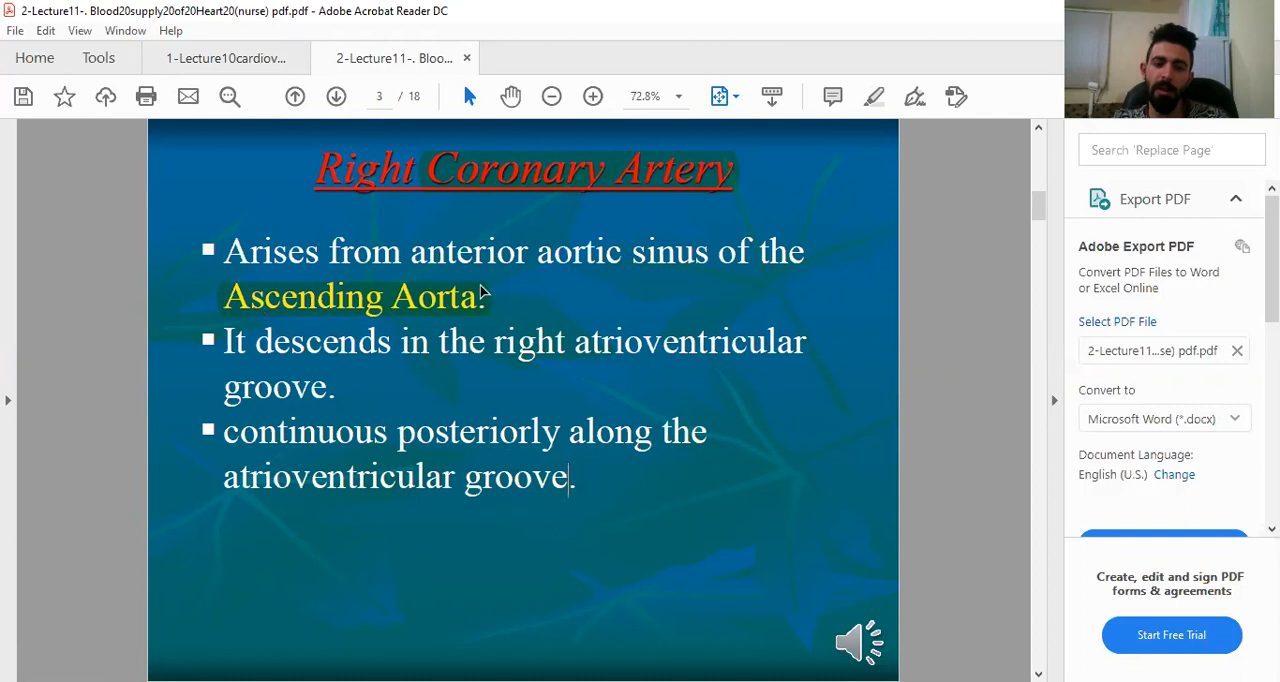 2-Lecture11-. Blood20supply20of20Heart20(nurse) pdf.pdf - Adobe Acrobat Reader DC
File Edit View Window Help
Home Tools 1-Lecture10cardiov... 2-Lecture11-. Bloo... ×
3 / 18 72.8%
Right Coronary Artery
▪ Arises from anterior aortic sinus of the
Ascending Aorta.
▪ It descends in the right atrioventricular
groove.
▪ continuous posteriorly along the
atrioventricular groove.
Search 'Replace Page'
Export PDF
Adobe Export PDF
Convert PDF Files to Word
or Excel Online
Select PDF File
2-Lecture11...se) pdf.pdf
Convert to
Microsoft Word (*.docx)
Document Language:
English (U.S.) Change
Create, edit and sign PDF
forms & agreements
Start Free Trial